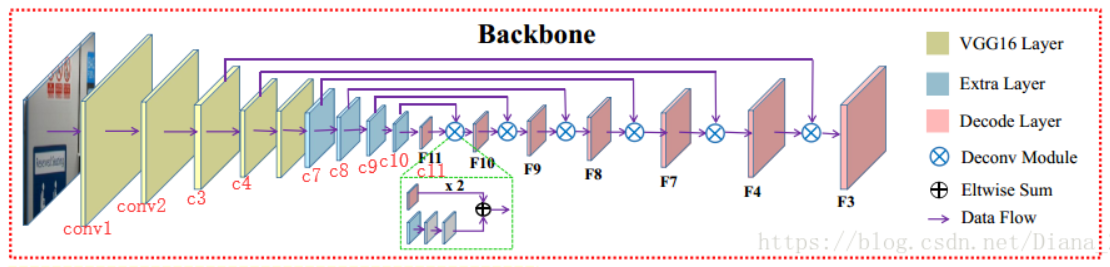 Backbone
VGG16 Layer
Extra Layer
Decode Layer
Deconv Module
Eltwise Sum
Data Flow
conv1
conv2
c3
c4
c7
c8
c9
c10
F11
c11
F10
F9
F8
F7
F4
F3
x 2
https://blog.csdn.net/Diana_